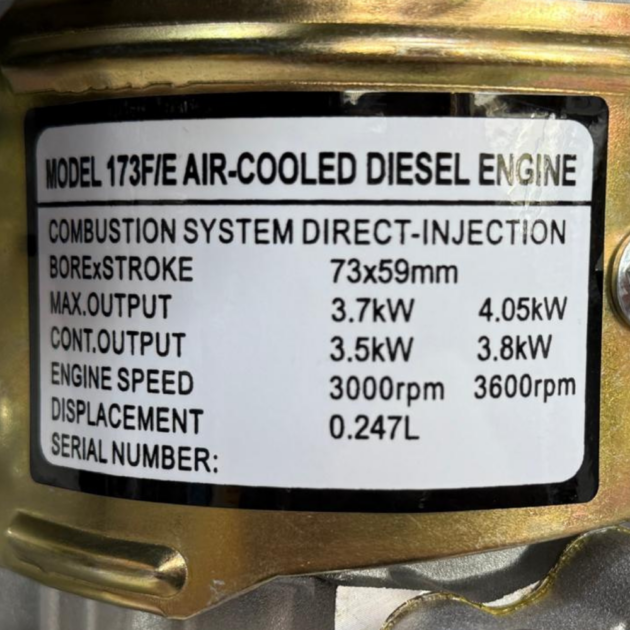 MODEL 173F/E AIR-COOLED DIESEL ENGINE
COMBUSTION SYSTEM DIRECT-INJECTION
BORExSTROKE 73x59mm
MAX.OUTPUT 3.7kW 4.05kW
CONT.OUTPUT 3.5kW 3.8kW
ENGINE SPEED 3000rpm 3600rpm
DISPLACEMENT 0.247L
SERIAL NUMBER: